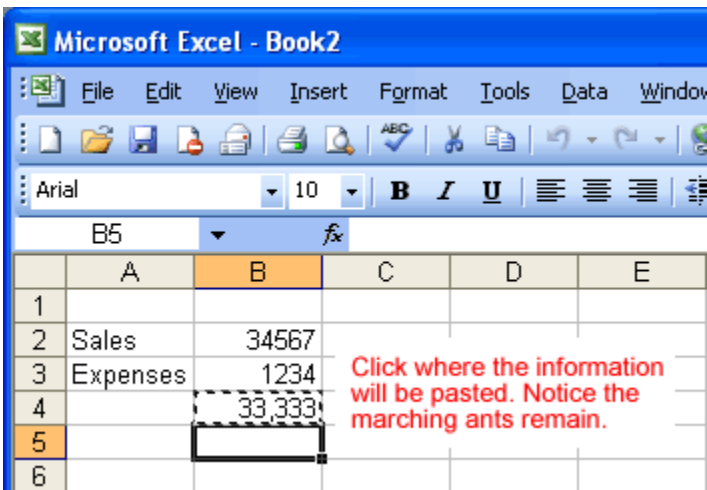 Microsoft Excel - Book2
File Edit View Insert Format Tools Data Window
ABC
Arial 10 B I U
B5 fx
A B C D E
1
2 Sales 34567
3 Expenses 1234
4 33,333
5
6
Click where the information
will be pasted. Notice the
marching ants remain.